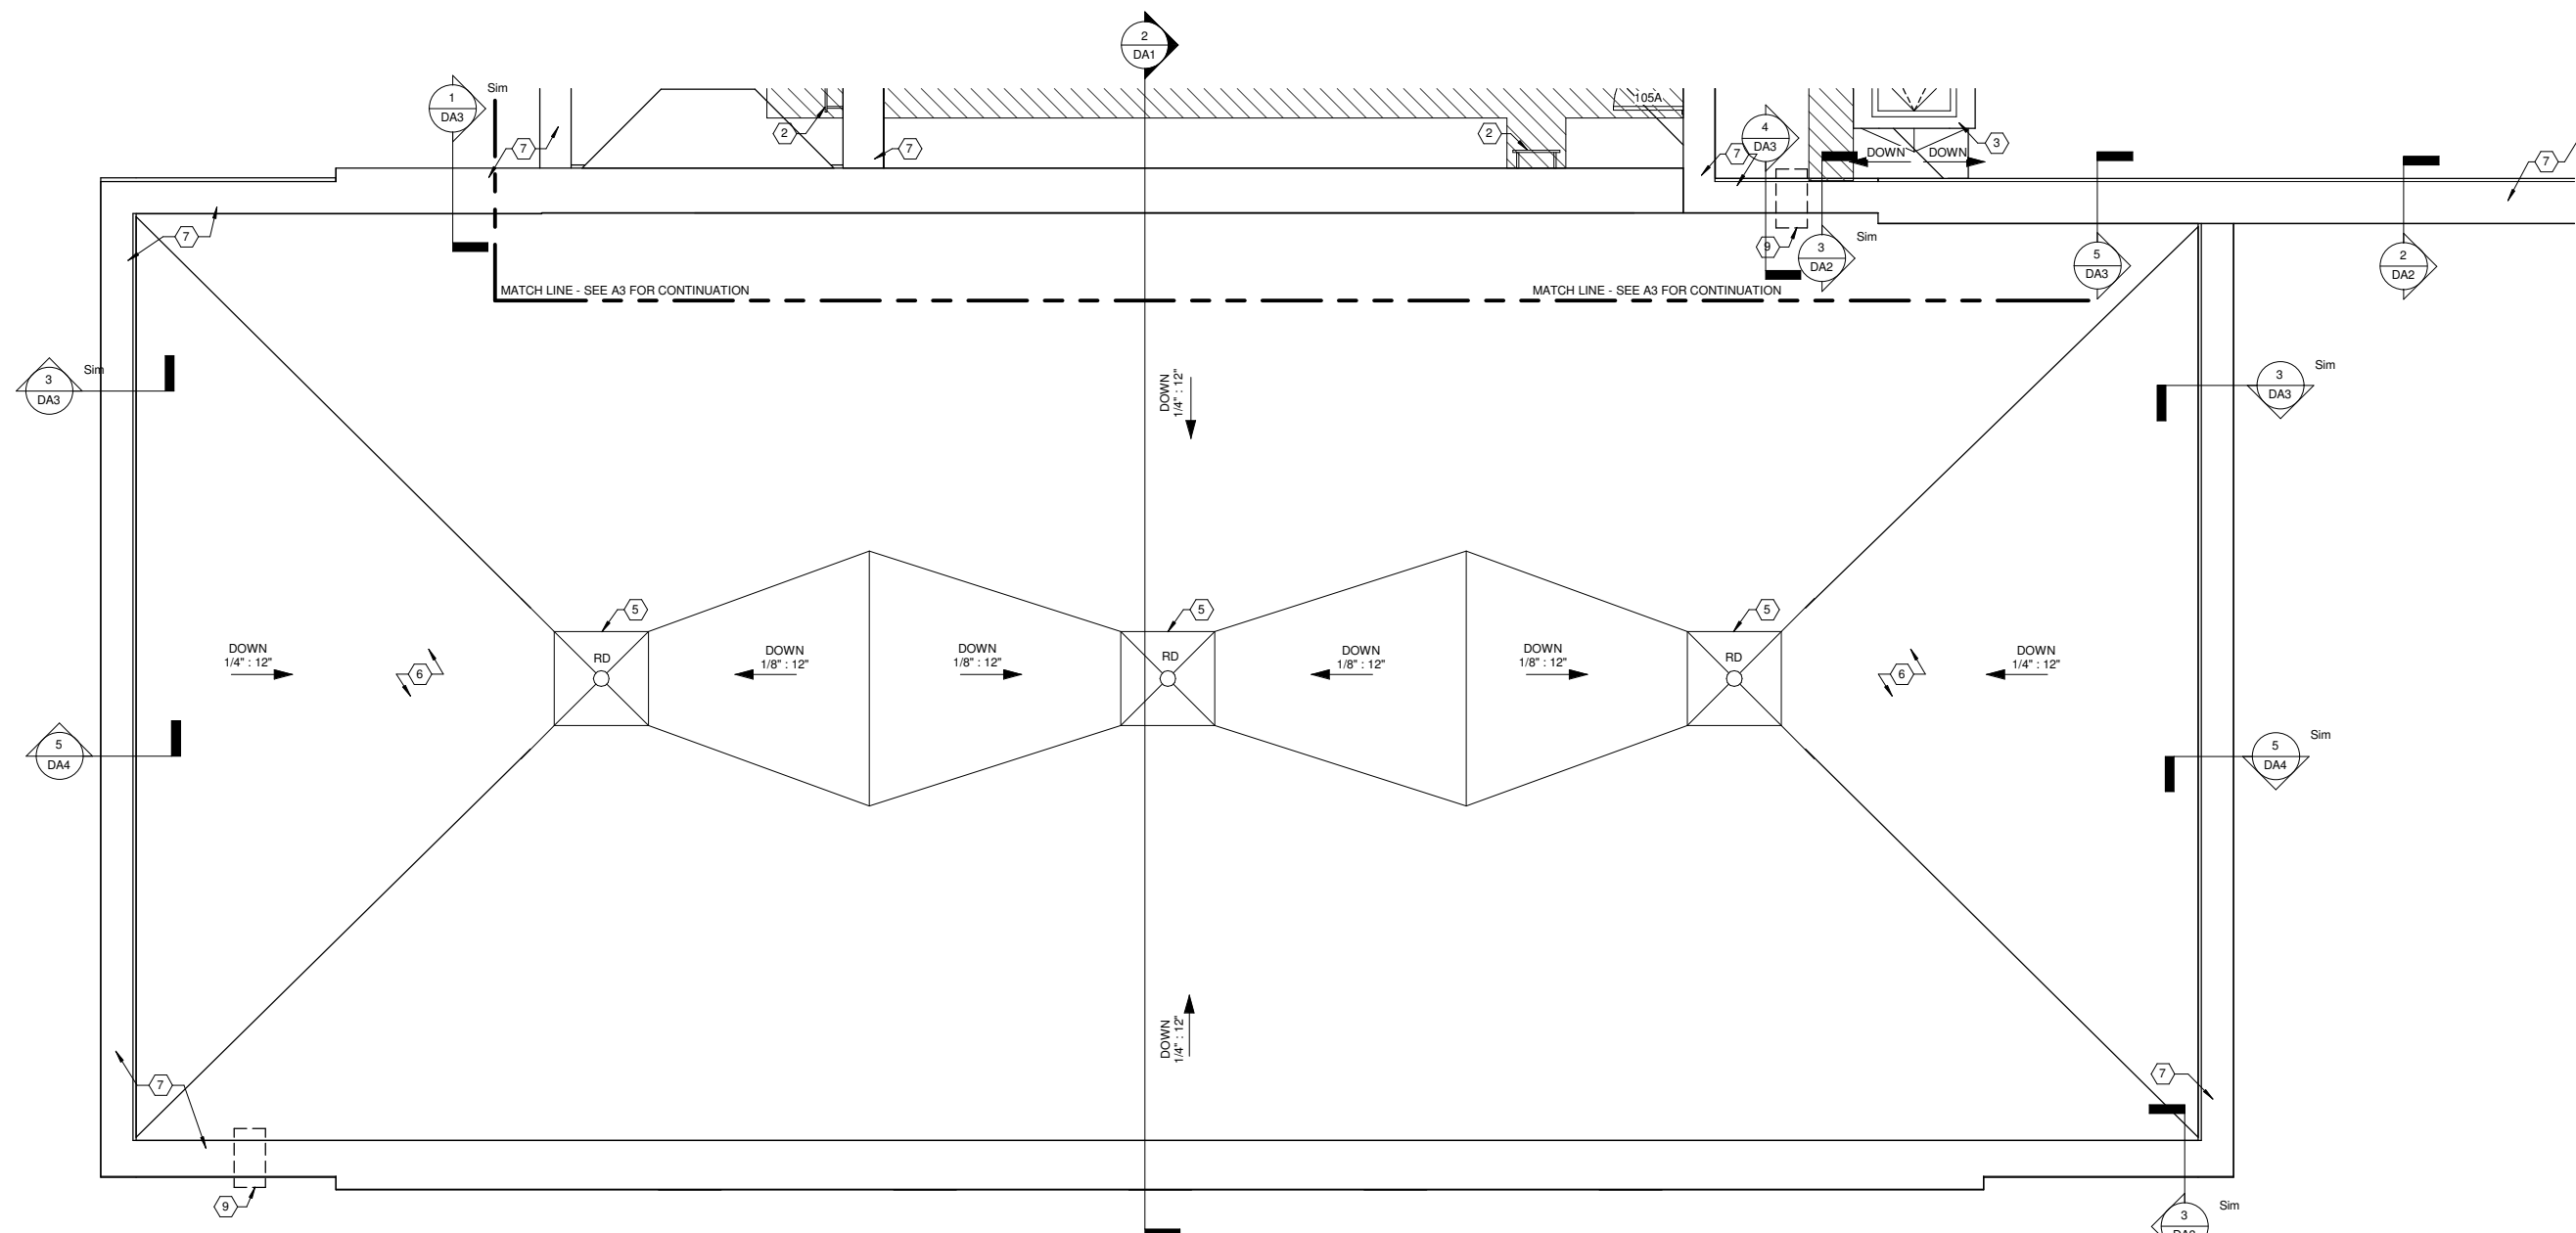 2
DA1
1
DA3
Sim
105A
2
2
7
7
7
4
DA3
3
DOWN
DOWN
7
7
9
3
DA2
Sim
5
DA3
2
DA2
MATCH LINE - SEE A3 FOR CONTINUATION
MATCH LINE - SEE A3 FOR CONTINUATION
3
DA3
Sim
DOWN
1/4" : 12"
3
DA3
Sim
5
5
5
DOWN
1/4" : 12"
6
RD
DOWN
1/8" : 12"
DOWN
1/8" : 12"
RD
DOWN
1/8" : 12"
DOWN
1/8" : 12"
RD
6
DOWN
1/4" : 12"
5
DA4
5
DA4
Sim
DOWN
1/4" : 12"
7
7
9
3
Sim